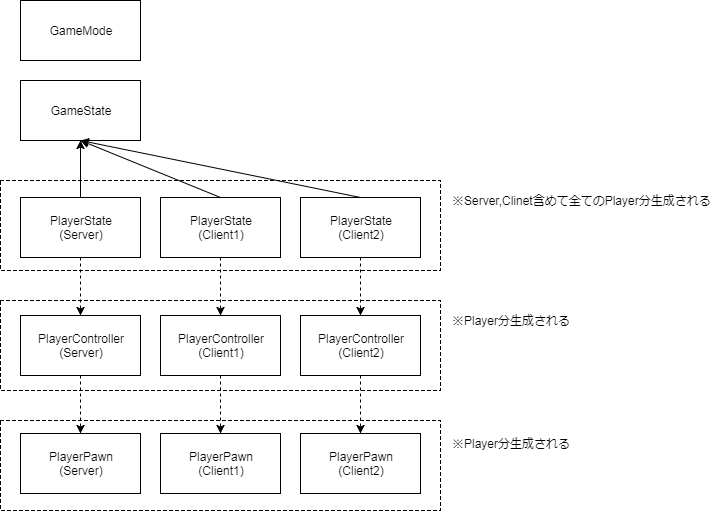 GameMode
GameState
PlayerState
(Server)
PlayerState
(Client1)
PlayerState
(Client2)
※Server,Clinet含めて全てのPlayer分生成される
PlayerController
(Server)
PlayerController
(Client1)
PlayerController
(Client2)
※Player分生成される
PlayerPawn
(Server)
PlayerPawn
(Client1)
PlayerPawn
(Client2)
※Player分生成される